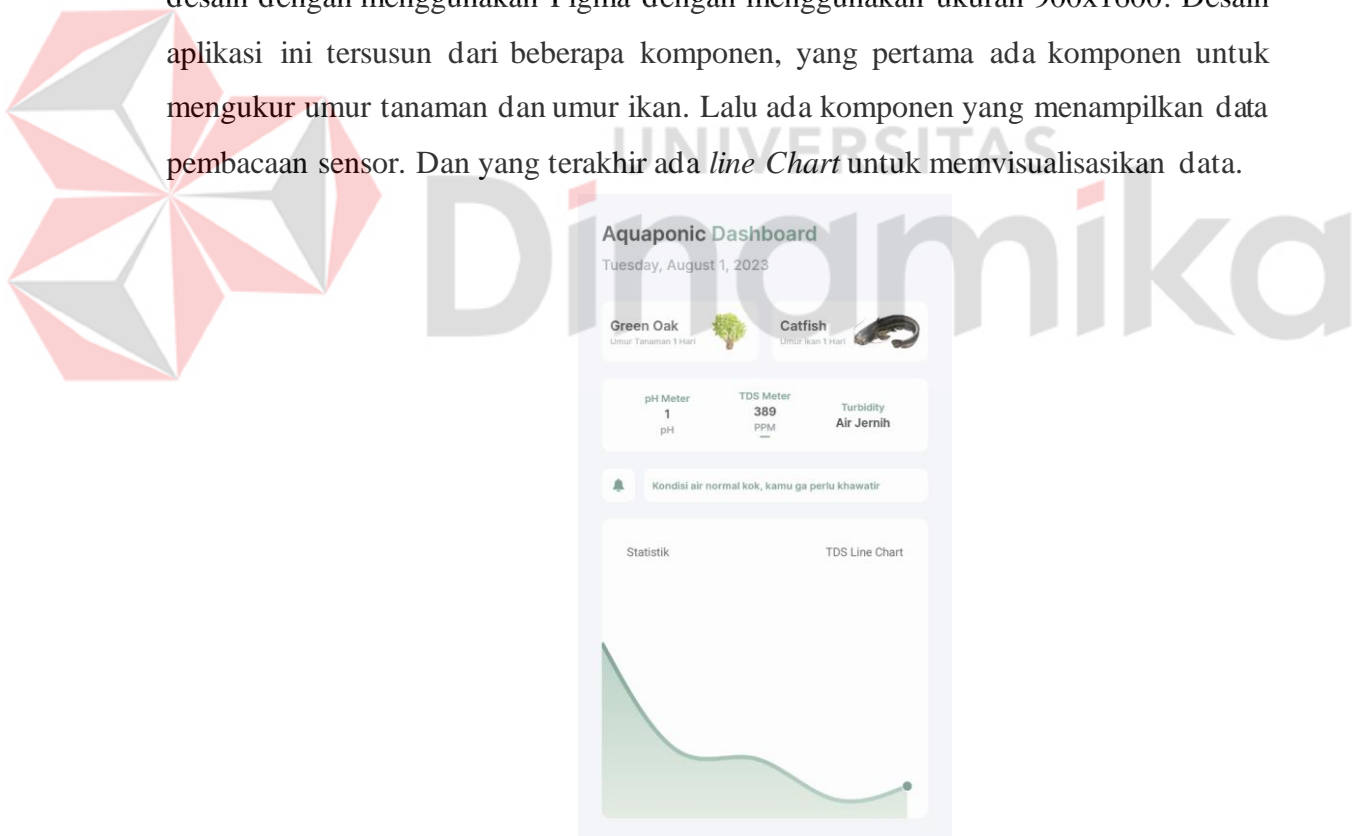 desain dengan menggunakan Figma dengan menggunakan ukuran 900x1600. Desain
aplikasi ini tersusun dari beberapa komponen, yang pertama ada komponen untuk
mengukur umur tanaman dan umur ikan. Lalu ada komponen yang menampilkan data
UNIVERSITAS
pembacaan sensor. Dan yang terakhir ada line Chart untuk memvisualisasikan data.
Dinamika
Aquaponic Dashboard
Tuesday, August 1, 2023
Green Oak
Umur Tanaman 1 Hari
Catfish
Umur Ikan 1 Hari
pH Meter
1
pH
TDS Meter
389
PPM
Turbidity
Air Jernih
Kondisi air normal kok, kamu ga perlu khawatir
Statistik
TDS Line Chart